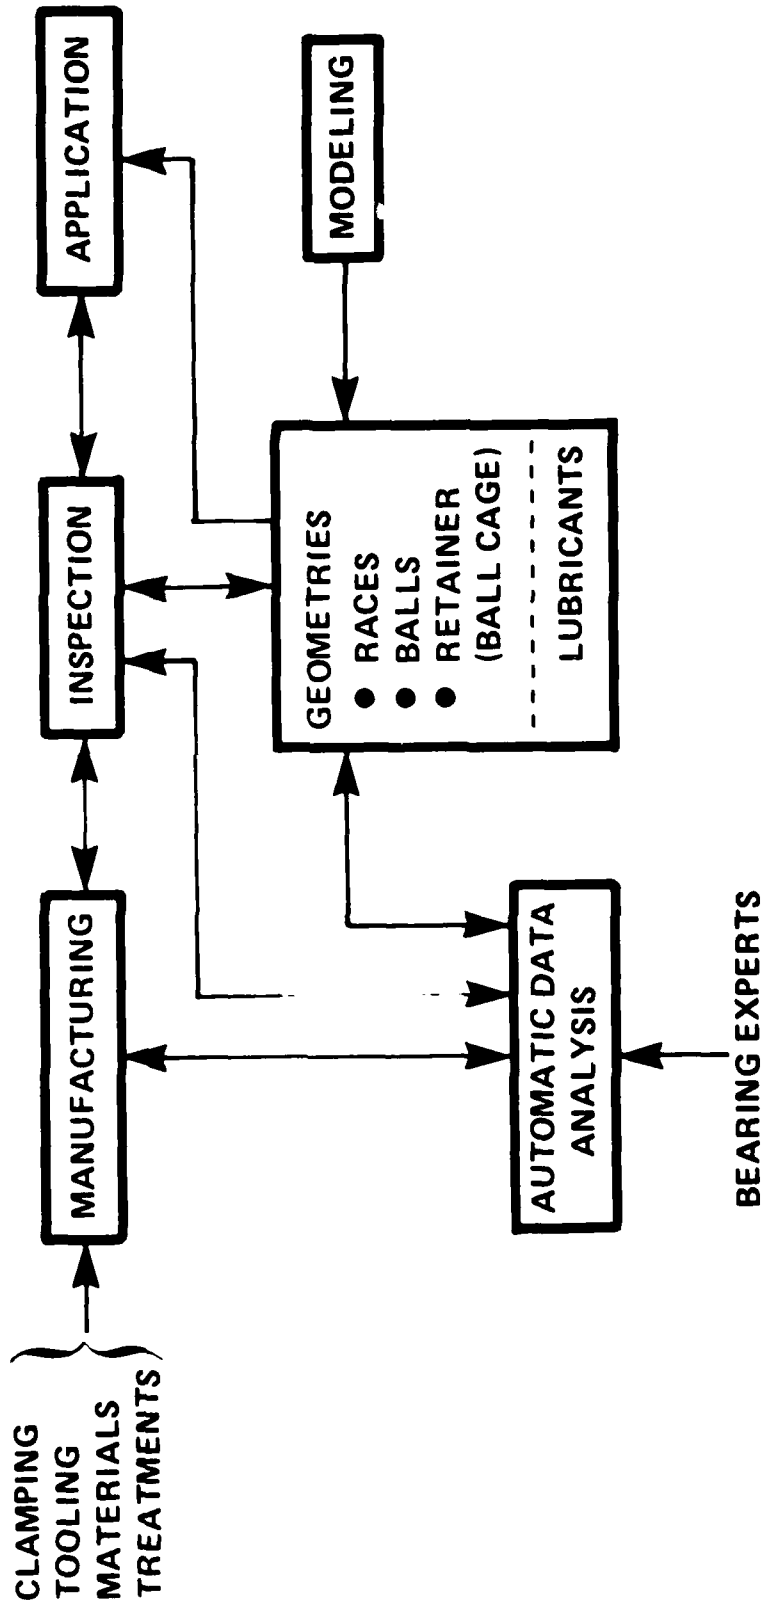 CLAMPING
TOOLING
MATERIALS
TREATMENTS
MANUFACTURING
INSPECTION
APPLICATION
AUTOMATIC DATA
ANALYSIS
BEARING EXPERTS
GEOMETRIES
● RACES
● BALLS
● RETAINER
(BALL CAGE)
LUBRICANTS
MODELING